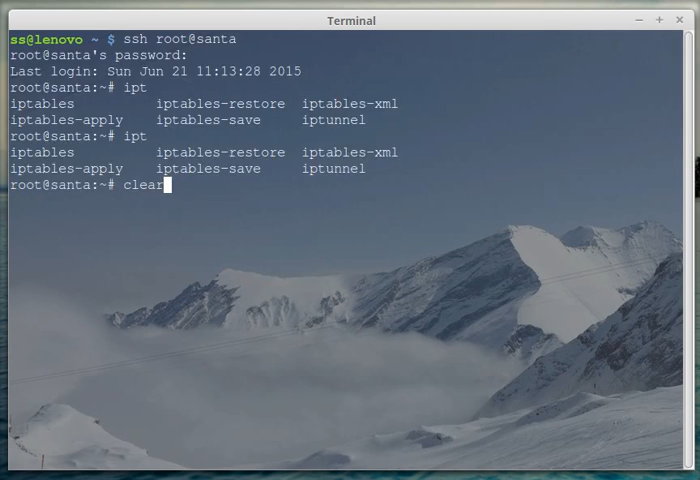 Terminal
ss@lenovo ~ $ ssh root@santa
root@santa's password:
Last login: Sun Jun 21 11:13:28 2015
root@santa:~# ipt
iptables          iptables-restore  iptables-xml
iptables-apply    iptables-save     iptunnel
root@santa:~# ipt
iptables          iptables-restore  iptables-xml
iptables-apply    iptables-save     iptunnel
root@santa:~# clear